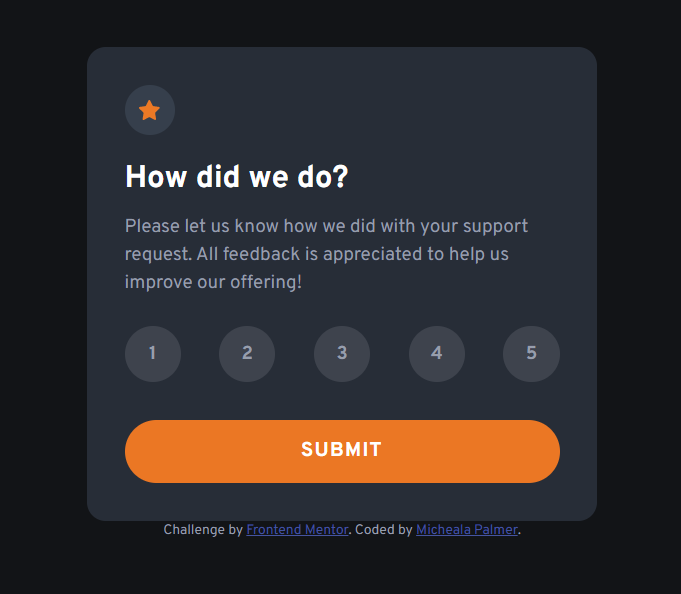 How did we do?
Please let us know how we did with your support
request. All feedback is appreciated to help us
improve our offering!
1 2 3 4 5
SUBMIT
Challenge by Frontend Mentor. Coded by Micheala Palmer.